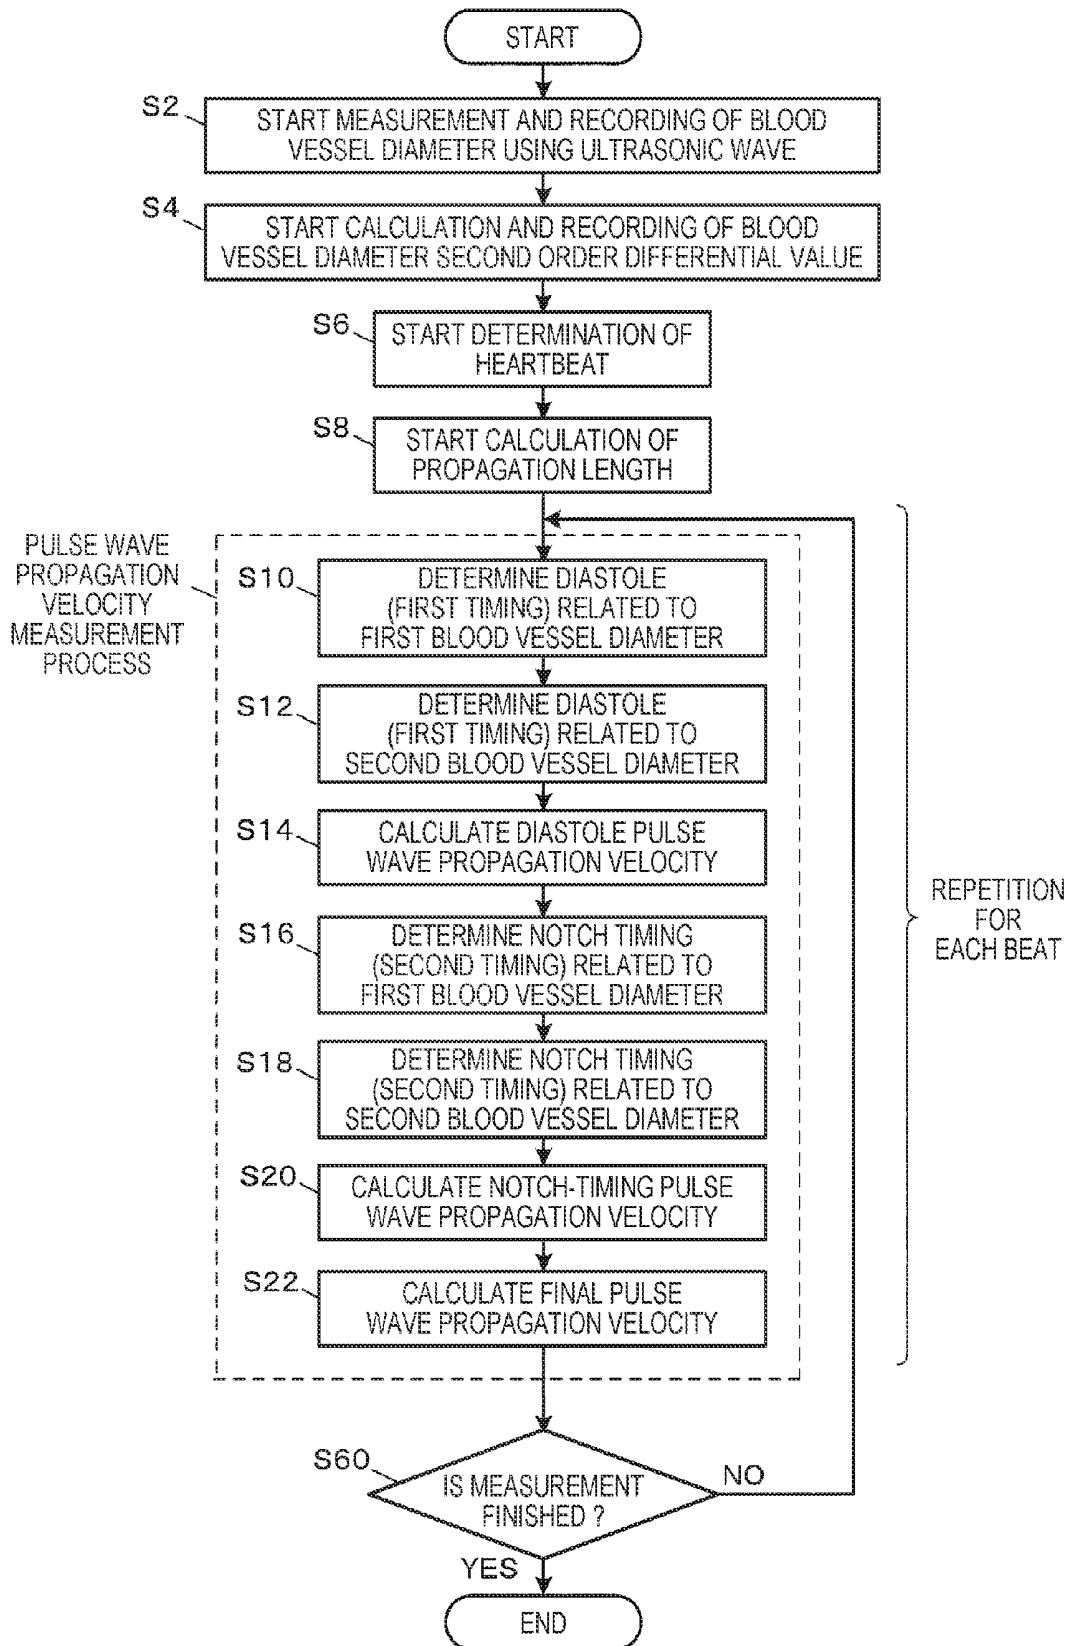 START
S2
START MEASUREMENT AND RECORDING OF BLOOD
VESSEL DIAMETER USING ULTRASONIC WAVE
S4
START CALCULATION AND RECORDING OF BLOOD
VESSEL DIAMETER SECOND ORDER DIFFERENTIAL VALUE
S6
START DETERMINATION OF
HEARTBEAT
S8
START CALCULATION OF
PROPAGATION LENGTH
PULSE WAVE
PROPAGATION
VELOCITY
MEASUREMENT
PROCESS
S10
DETERMINE DIASTOLE
(FIRST TIMING) RELATED TO
FIRST BLOOD VESSEL DIAMETER
S12
DETERMINE DIASTOLE
(FIRST TIMING) RELATED TO
SECOND BLOOD VESSEL DIAMETER
S14
CALCULATE DIASTOLE PULSE
WAVE PROPAGATION VELOCITY
S16
DETERMINE NOTCH TIMING
(SECOND TIMING) RELATED TO
FIRST BLOOD VESSEL DIAMETER
S18
DETERMINE NOTCH TIMING
(SECOND TIMING) RELATED TO
SECOND BLOOD VESSEL DIAMETER
S20
CALCULATE NOTCH-TIMING PULSE
WAVE PROPAGATION VELOCITY
S22
CALCULATE FINAL PULSE
WAVE PROPAGATION VELOCITY
REPETITION
FOR
EACH BEAT
S60
IS MEASUREMENT
FINISHED ?
NO
YES
END